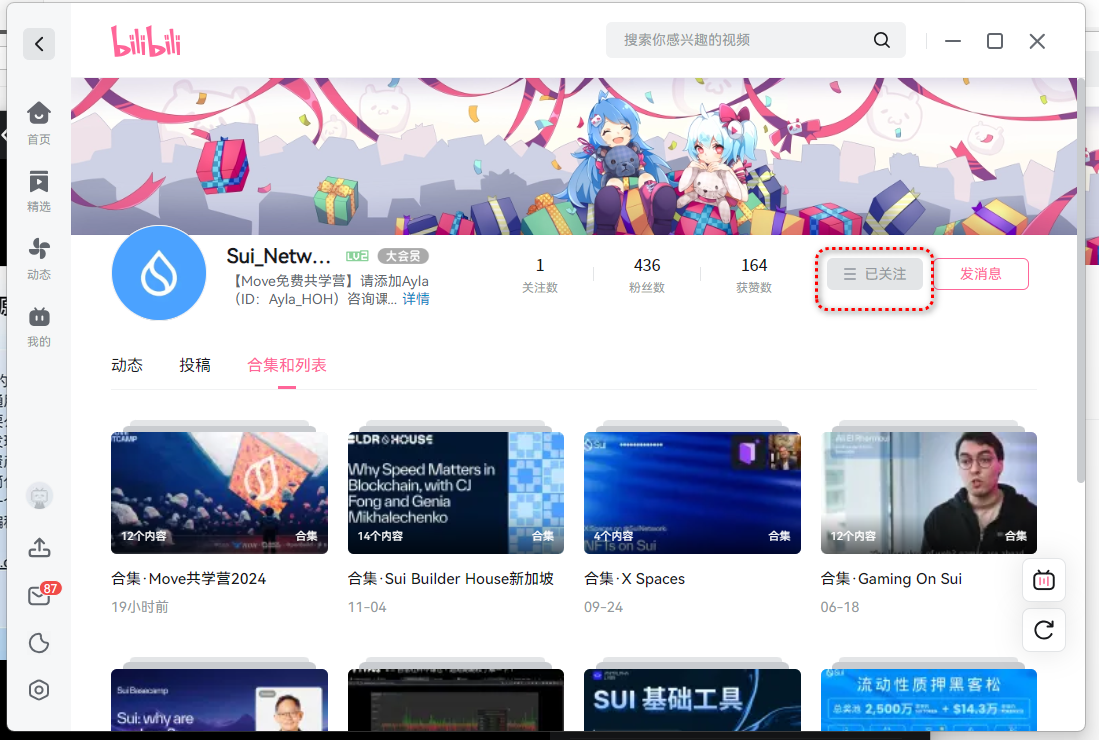 bilibili
搜索你感兴趣的视频
首页
精选
动态
我的
87
Sui_Netw...
LV2
大会员
【Move免费共学营】请添加Ayla
（ID：Ayla_HOH）咨询课... 详情
1
关注数
436
粉丝数
164
获赞数
已关注
发消息
动态
投稿
合集和列表
12个内容
合集
合集·Move共学营2024
19小时前
BLDR HOUSE
Why Speed Matters in
Blockchain, with CJ
Fong and Genia
Mikhalechenko
14个内容
合集
合集·Sui Builder House新加坡
11-04
Sui
NFTs on Sui
4个内容
合集
合集·X Spaces
09-24
12个内容
合集
合集·Gaming On Sui
06-18
Sui Basecamp
Sui: why are
SUI 基础工具
流动性质押黑客松
总奖池 2,500万
+ $14.3万